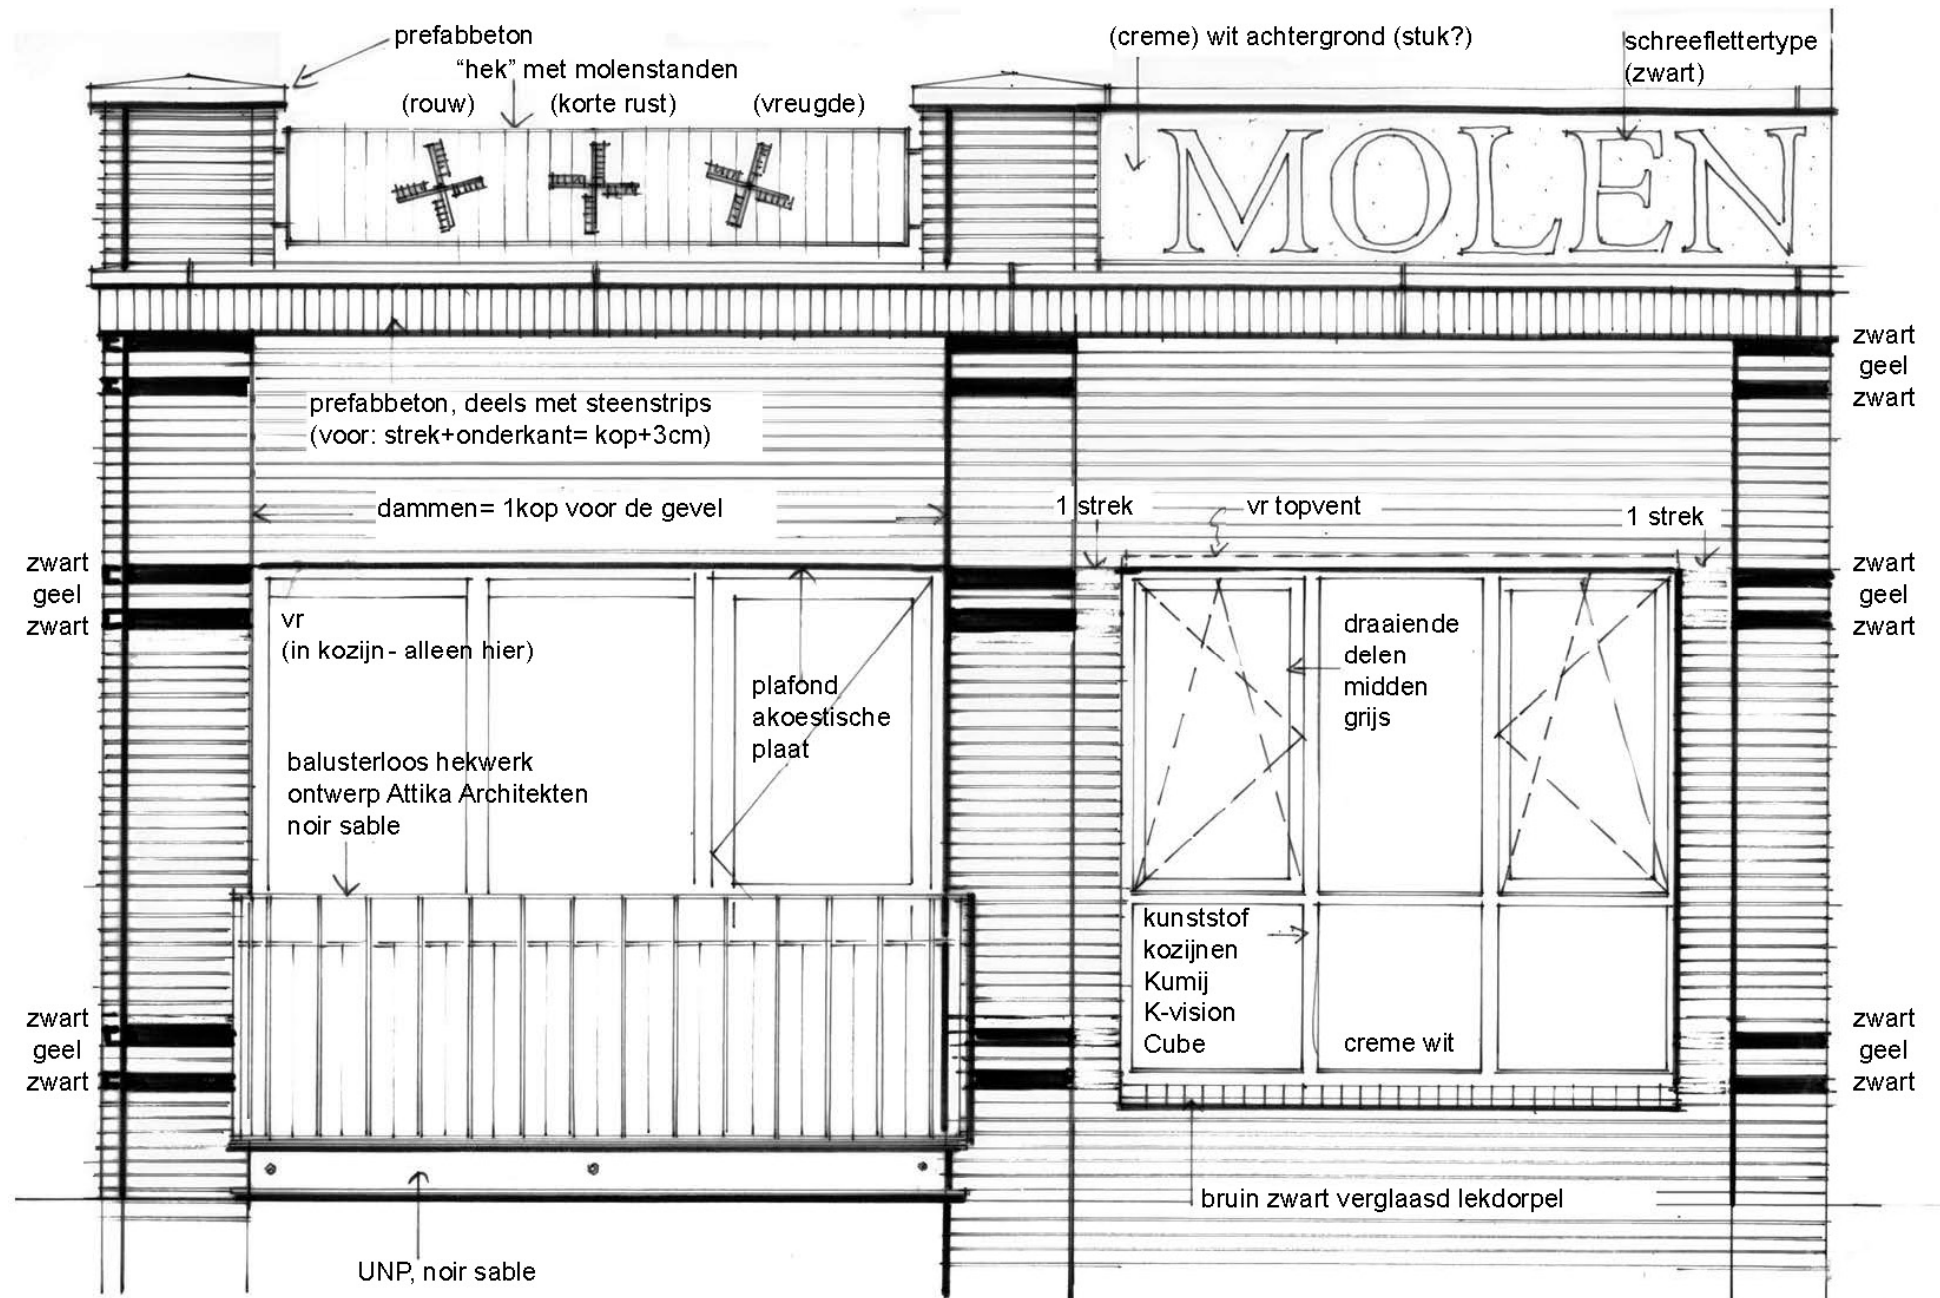 prefabbeton
“hek” met molenstanden
(rouw)
(korte rust)
(vreugde)
(creme) wit achtergrond (stuk?)
schreeflettertype
(zwart)
MOLEN
zwart
geel
zwart
prefabbeton, deels met steenstrips
(voor: strek+onderkant= kop+3cm)
dammen= 1kop voor de gevel
1 strek
vr topvent
1 strek
zwart
geel
zwart
zwart
geel
zwart
vr
(in kozijn- alleen hier)
plafond
akoestische
plaat
draaiende
delen
midden
grijs
balusterloos hekwerk
ontwerp Attika Architekten
noir sable
kunststof
kozijnen
Kumij
K-vision
Cube
creme wit
zwart
geel
zwart
zwart
geel
zwart
bruin zwart verglaasd lekdorpel
UNP, noir sable